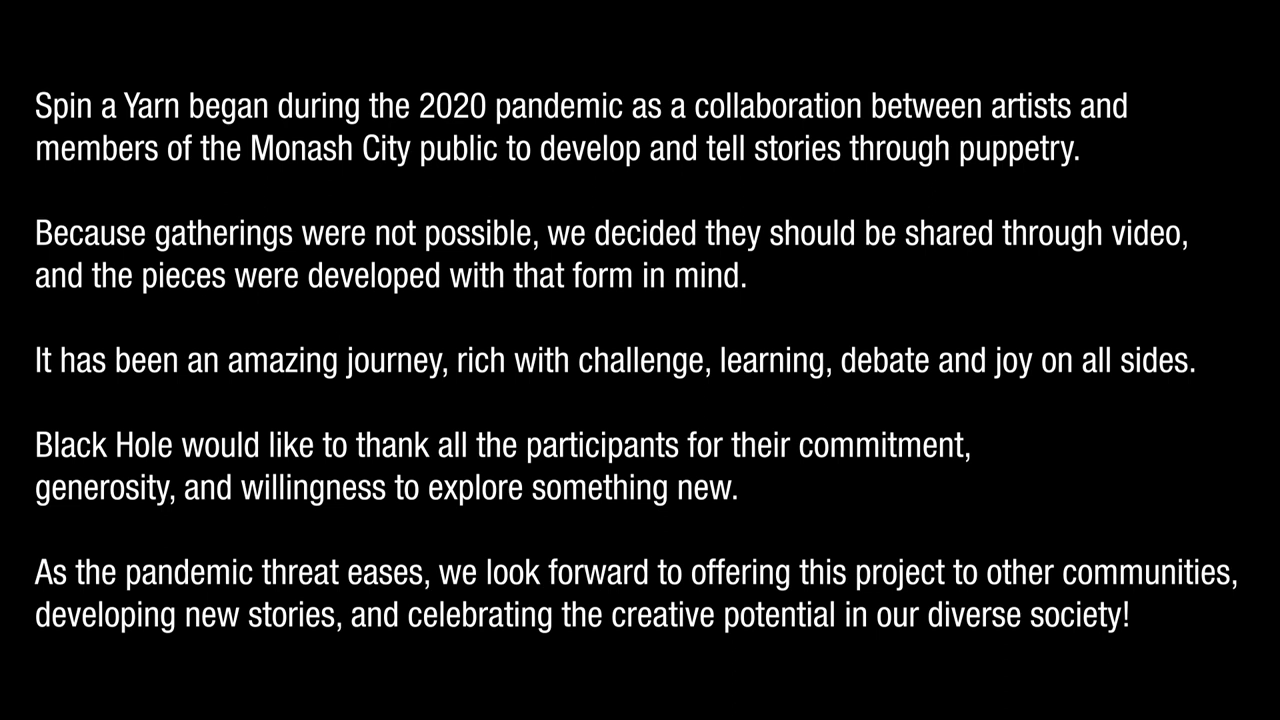 Spin a Yarn began during the 2020 pandemic as a collaboration between artists and
members of the Monash City public to develop and tell stories through puppetry.
Because gatherings were not possible, we decided they should be shared through video,
and the pieces were developed with that form in mind.
It has been an amazing journey, rich with challenge, learning, debate and joy on all sides.
Black Hole would like to thank all the participants for their commitment,
generosity, and willingness to explore something new.
As the pandemic threat eases, we look forward to offering this project to other communities,
developing new stories, and celebrating the creative potential in our diverse society!